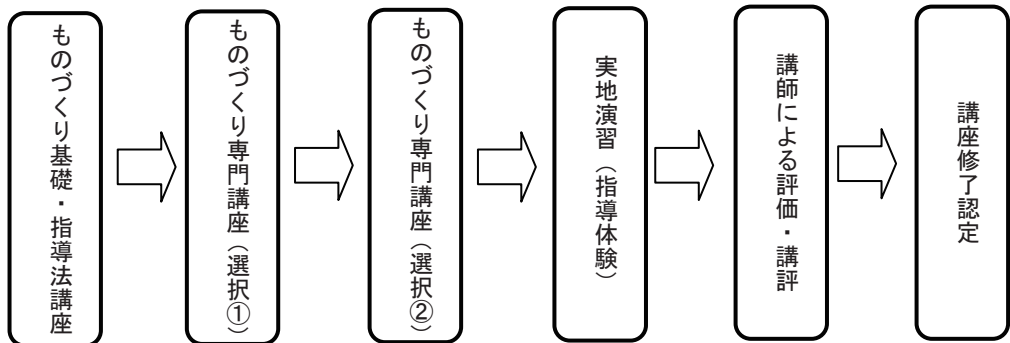 ものづくり基礎・指導法講座
ものづくり専門講座（選択①）
ものづくり専門講座（選択②）
実地演習（指導体験）
講師による評価・講評
講座修了認定